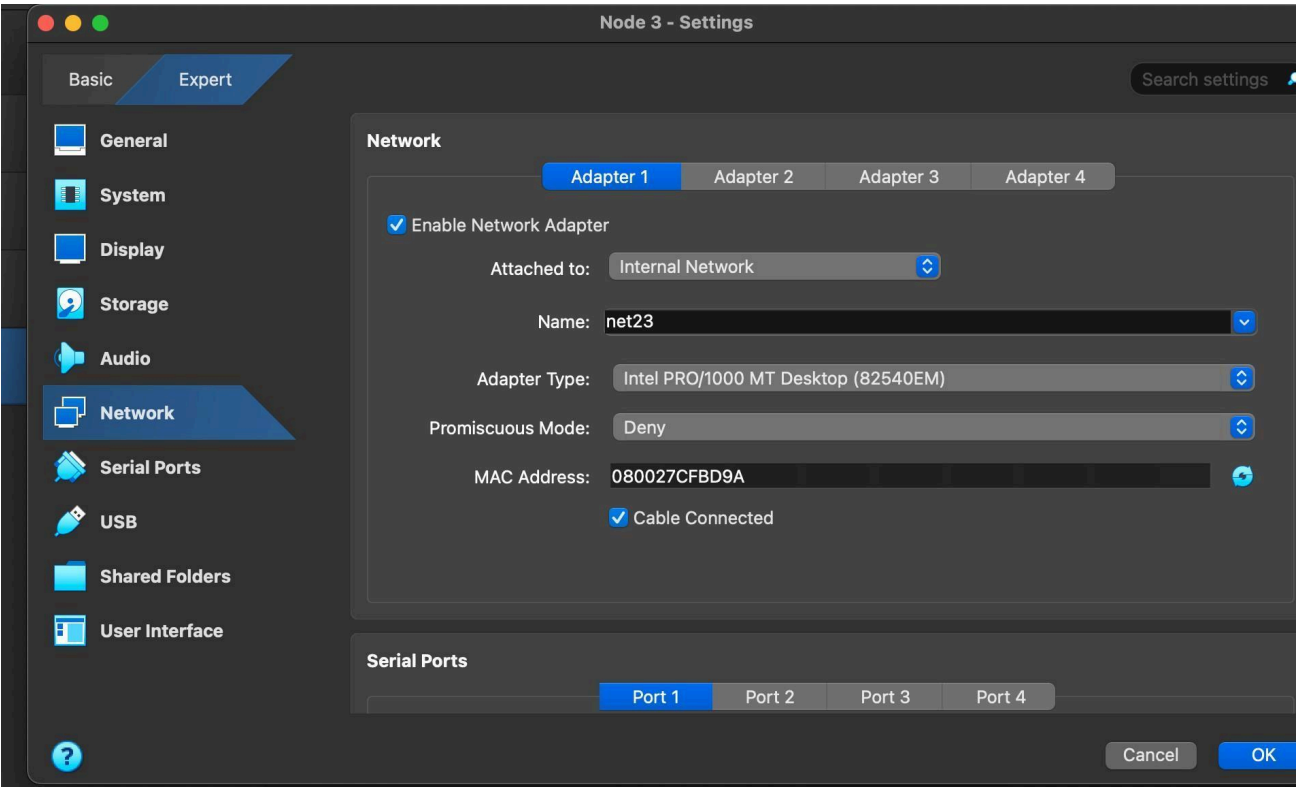 Node 3 - Settings
Basic Expert
Search settings
General
System
Display
Storage
Audio
Network
Serial Ports
USB
Shared Folders
User Interface
Network
Adapter 1 Adapter 2 Adapter 3 Adapter 4
Enable Network Adapter
Attached to: Internal Network
Name: net23
Adapter Type: Intel PRO/1000 MT Desktop (82540EM)
Promiscuous Mode: Deny
MAC Address: 080027CFBD9A
Cable Connected
Serial Ports
Port 1 Port 2 Port 3 Port 4
?
Cancel OK